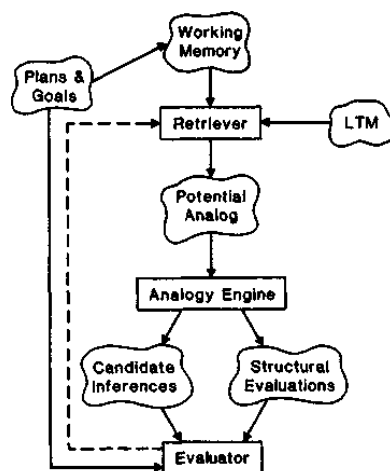 Working
Memory
Plans &
Goals
Retriever
LTM
Potential
Analog
Analogy Engine
Candidate
Inferences
Structural
Evaluations
Evaluator